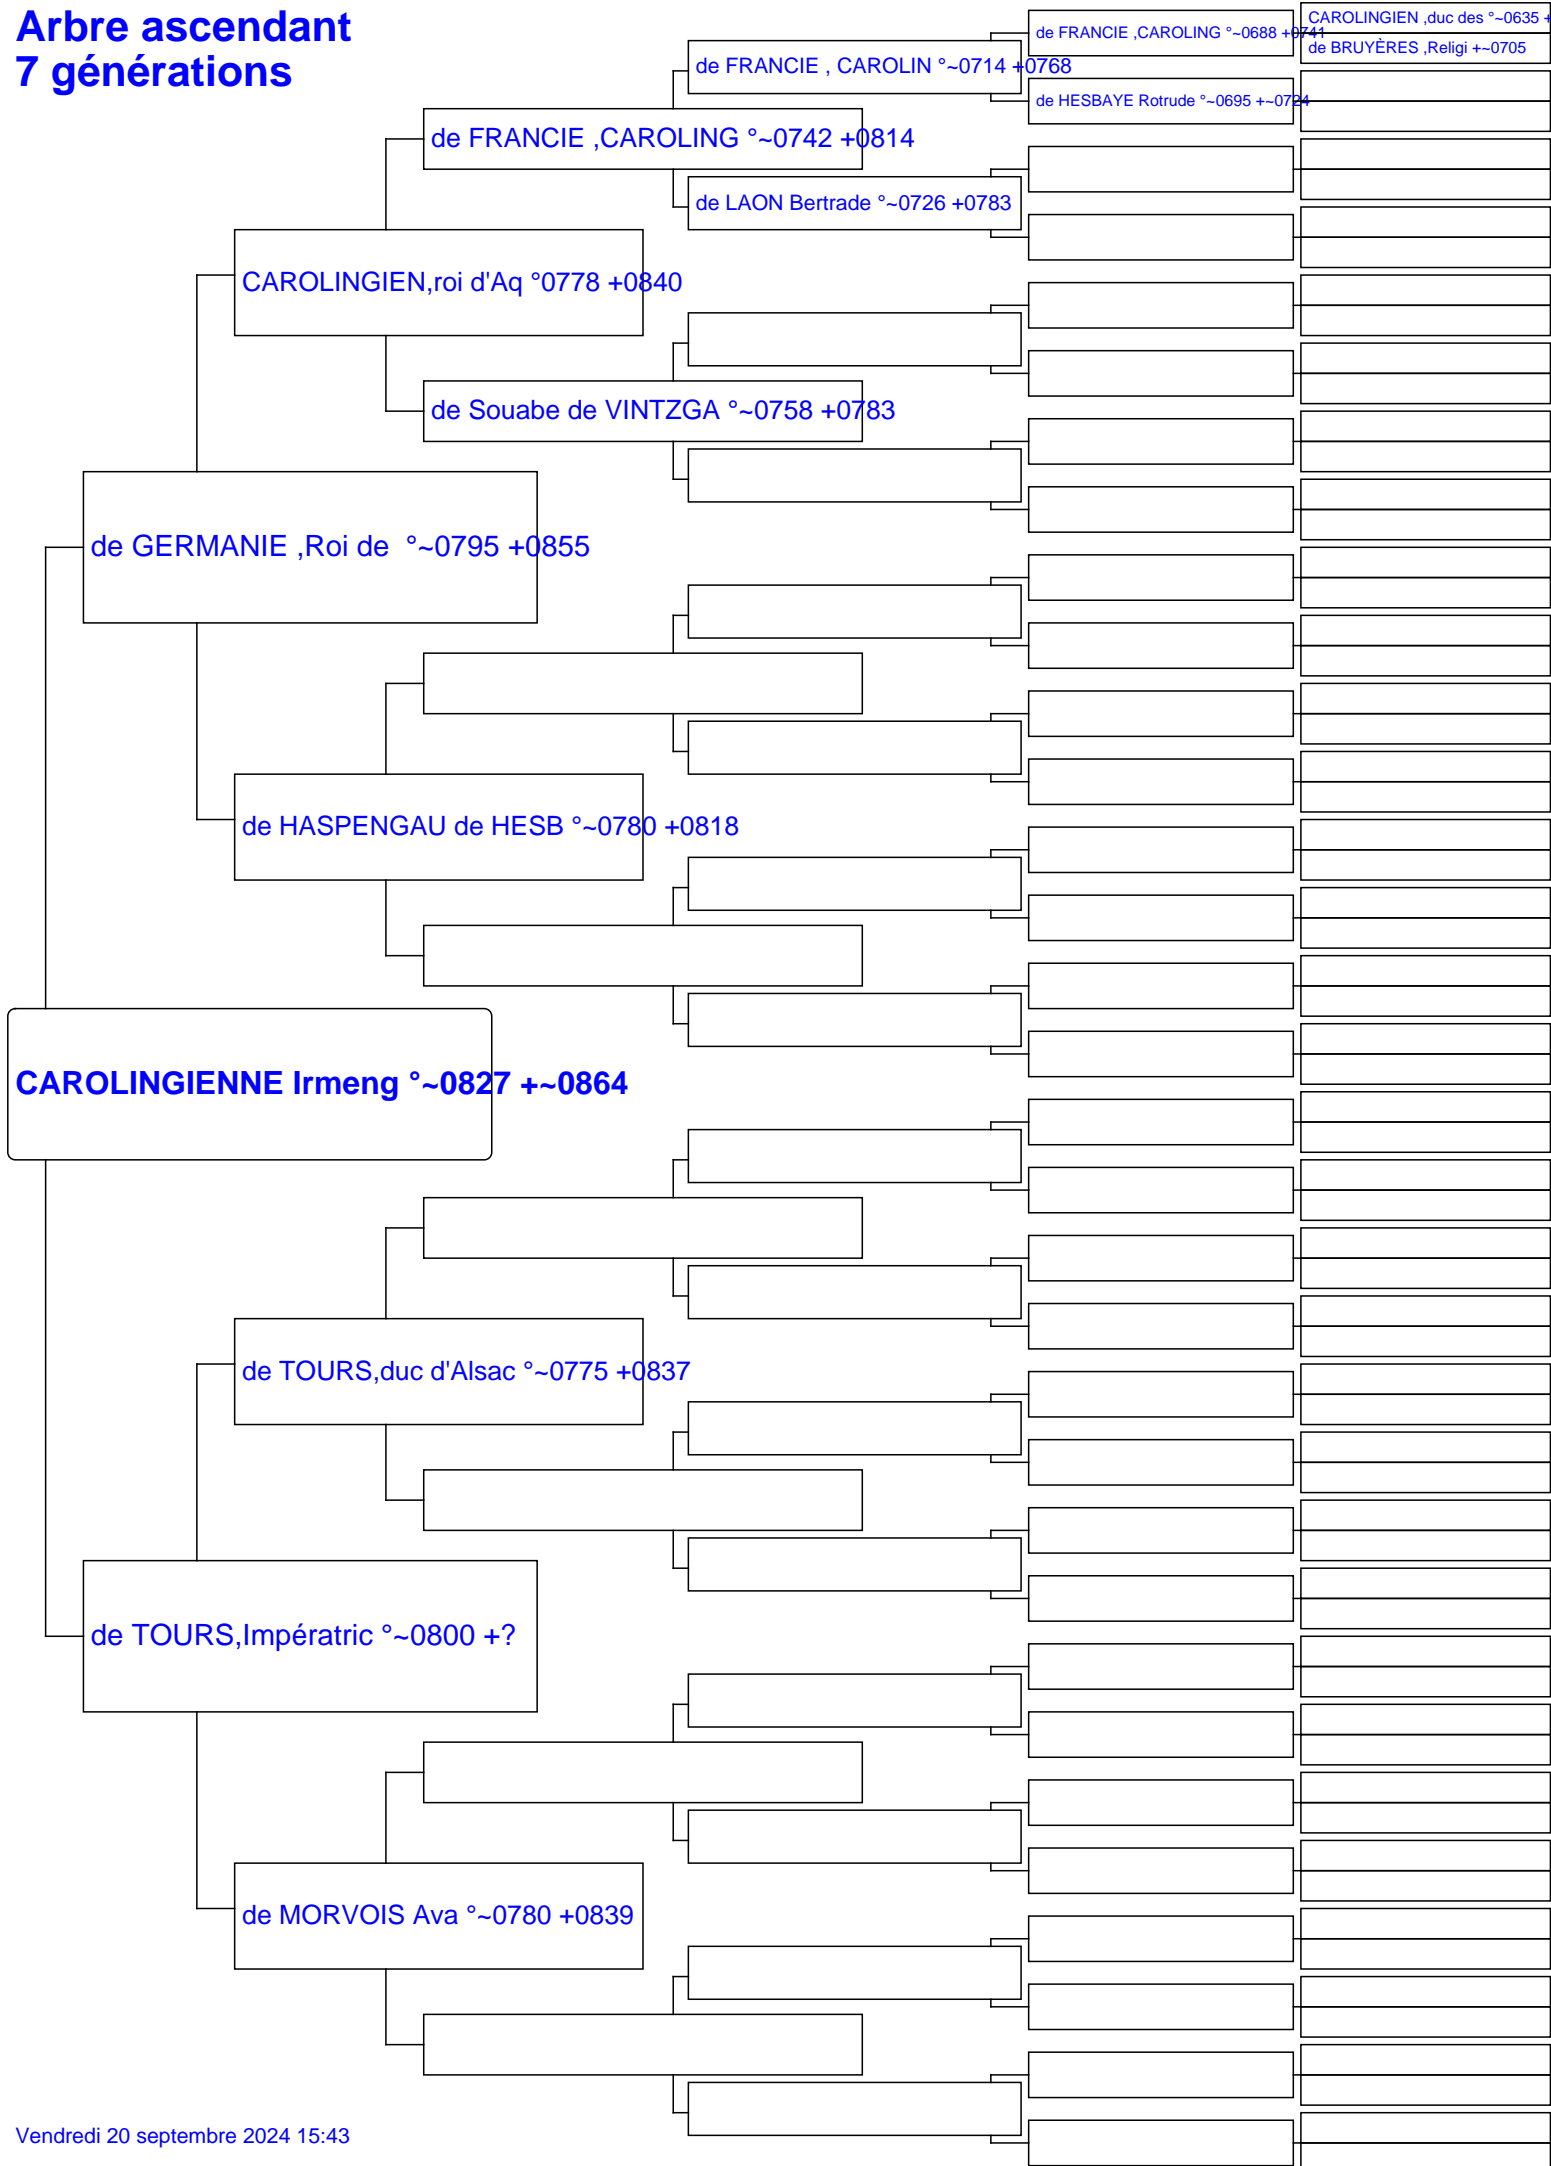 Arbre ascendant
7 générations
CAROLINGIEN ,duc des °~0635 +
de FRANCIE ,CAROLING °~0688 +0741
de BRUYÈRES ,Religi +~0705
de FRANCIE , CAROLIN °~0714 +0768
de HESBAYE Rotrude °~0695 +~0724
de FRANCIE ,CAROLING °~0742 +0814
de LAON Bertrade °~0726 +0783
CAROLINGIEN,roi d'Aq °0778 +0840
de Souabe de VINTZGA °~0758 +0783
de GERMANIE ,Roi de  °~0795 +0855
de HASPENGAU de HESB °~0780 +0818
CAROLINGIENNE Irmeng °~0827 +~0864
de TOURS,duc d'Alsac °~0775 +0837
de TOURS,Impératric °~0800 +?
de MORVOIS Ava °~0780 +0839
Vendredi 20 septembre 2024 15:43